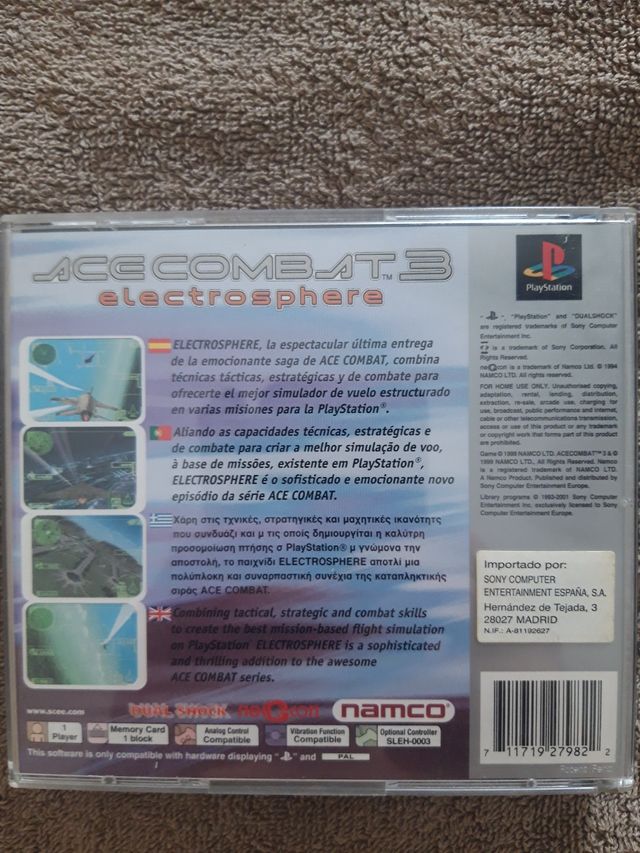 ACE COMBAT™ 3
electrosphere
ELECTROSPHERE, la espectacular última entrega
de la emocionante saga de ACE COMBAT, combina
técnicas tácticas, estratégicas y de combate para
ofrecerte el mejor simulador de vuelo estructurado
en varias misiones para la PlayStation®.
Aliando as capacidades técnicas, estratégicas e
de combate para criar a melhor simulação de voo,
à base de missões, existente em PlayStation®,
ELECTROSPHERE é o sofisticado e emocionante novo
episódio da série ACE COMBAT.
Χάρη στις τχνικές, στρατηγικές και μαχητικές ικανότητς
που συνδυάζι και μ τις οποίς δημιουργίται η καλύτρη
προσομοίωση πτήσης σ PlayStation® μ γνώμονα την
αποστολή, το παιχνίδι ELECTROSPHERE αποτλί μια
πολύπλοκη και συναρπαστική συνέχια της καταπληκτικής
σιράς ACE COMBAT.
Combining tactical, strategic and combat skills
to create the best mission-based flight simulation
on PlayStation ELECTROSPHERE is a sophisticated
and thrilling addition to the awesome
ACE COMBAT series.
www.scee.com
DUAL SHOCK
neGcon
namco®
1
Player
Memory Card
1 block
Analog Control
Compatible
Vibration Function
Compatible
Optional Controller
SLEH-0003
This software is only compatible with hardware displaying " " and PAL
PlayStation
" ", "PlayStation" and "DUALSHOCK"
are registered trademarks of Sony Computer
Entertainment Inc.
is a trademark of Sony Corporation. All
Rights Reserved.
neGcon is a trademark of Namco Ltd. © 1994
NAMCO LTD. All rights reserved.
FOR HOME USE ONLY. Unauthorised copying,
adaptation, rental, lending, distribution,
extraction, re-sale, arcade use, charging for
use, broadcast, public performance and internet,
cable or other telecommunications transmission,
access or use of this product or any trademark
or copyright work that forms part of this product
are prohibited.
Game © 1999 NAMCO LTD. ACECOMBAT™3 &©
1999 NAMCO LTD., All Rights Reserved. Namco
is a registered trademark of NAMCO LTD.
A Namco Product. Published and distributed by
Sony Computer Entertainment Europe.
Library programs © 1993-2001 Sony Computer
Entertainment Inc. exclusively licensed to Sony
Computer Entertainment Europe.
Importado por:
SONY COMPUTER
ENTERTAINMENT ESPAÑA, S.A.
Hernández de Tejada, 3
28027 MADRID
N.I.F.: A-81192627
7 11719 27982 2